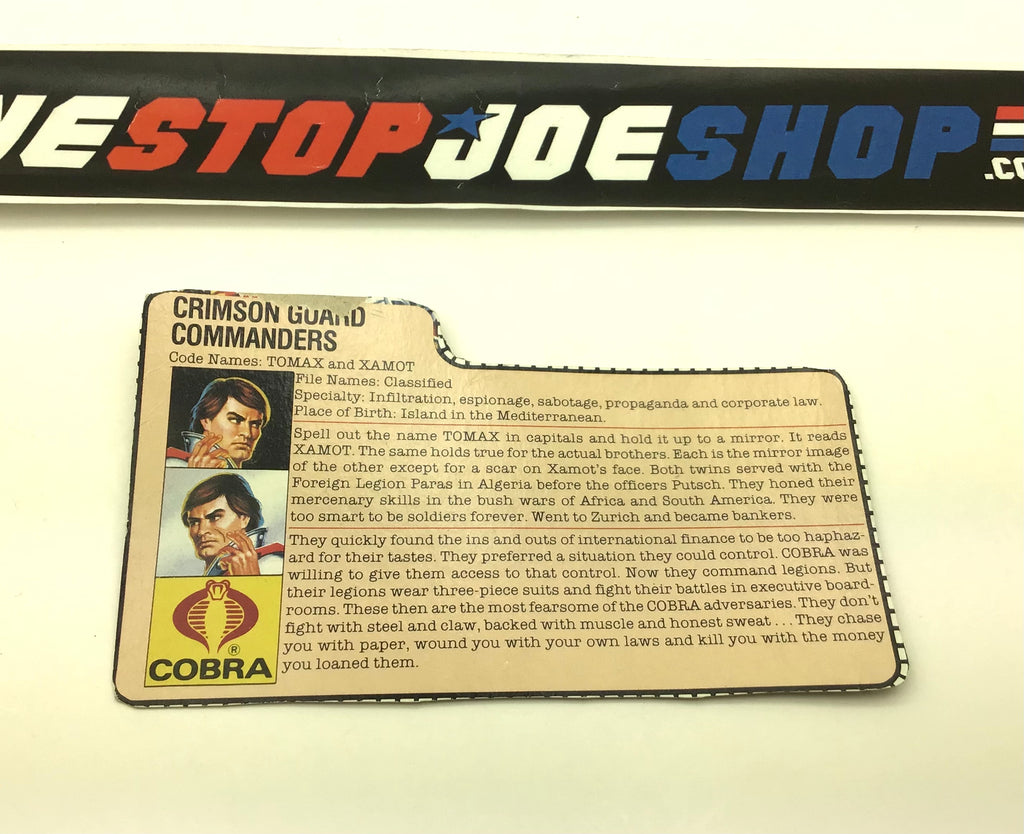 NE STOP JOE SHOP
.CO
CRIMSON GUARD
COMMANDERS
Code Names: TOMAX and XAMOT
File Names: Classified
Specialty: Infiltration, espionage, sabotage, propaganda and corporate law.
Place of Birth: Island in the Mediterranean.
Spell out the name TOMAX in capitals and hold it up to a mirror. It reads
XAMOT. The same holds true for the actual brothers. Each is the mirror image
of the other except for a scar on Xamot's face. Both twins served with the
Foreign Legion Paras in Algeria before the officers Putsch. They honed their
mercenary skills in the bush wars of Africa and South America. They were
too smart to be soldiers forever. Went to Zurich and became bankers.
They quickly found the ins and outs of international finance to be too haphaz-
ard for their tastes. They preferred a situation they could control. COBRA was
willing to give them access to that control. Now they command legions. But
their legions wear three-piece suits and fight their battles in executive board-
rooms. These then are the most fearsome of the COBRA adversaries. They don't
fight with steel and claw, backed with muscle and honest sweat . . . They chase
you with paper, wound you with your own laws and kill you with the money
you loaned them.
®
COBRA